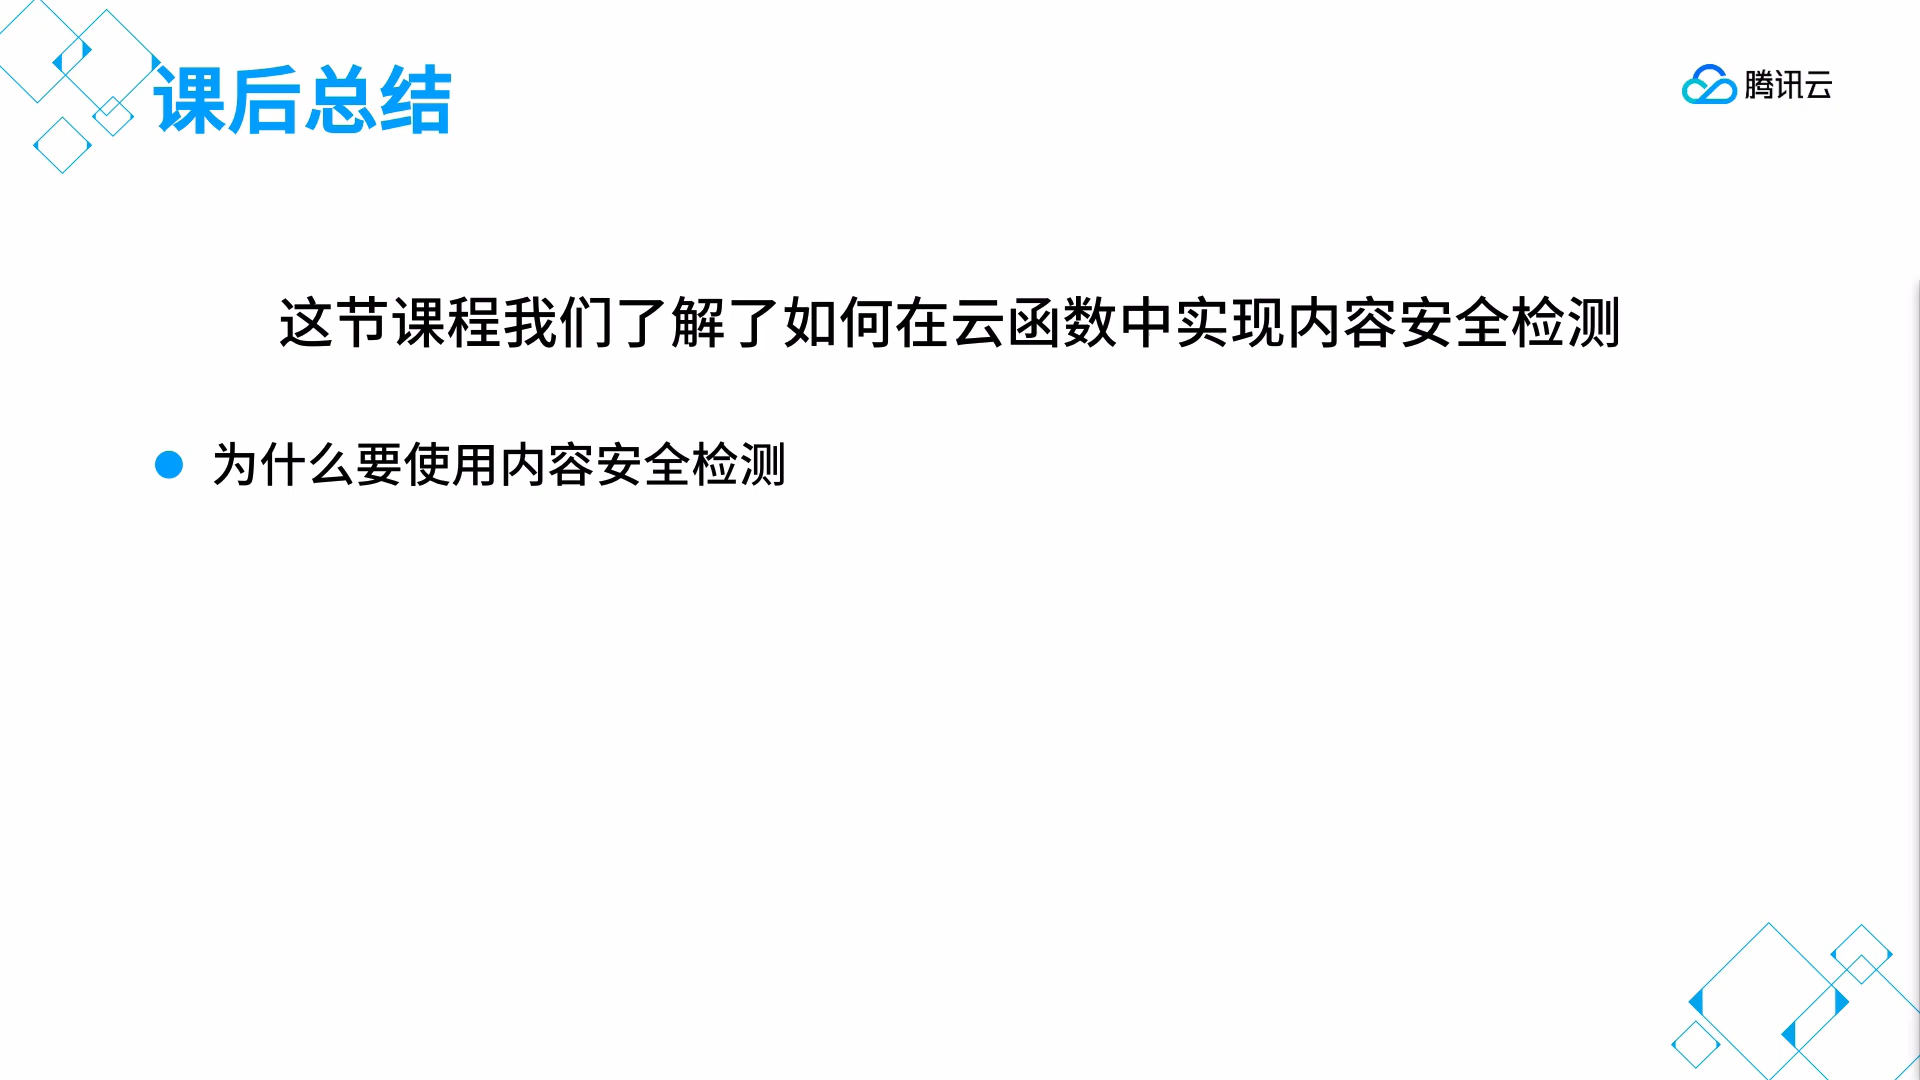 课后总结
腾讯云
这节课程我们了解了如何在云函数中实现内容安全检测
为什么要使用内容安全检测